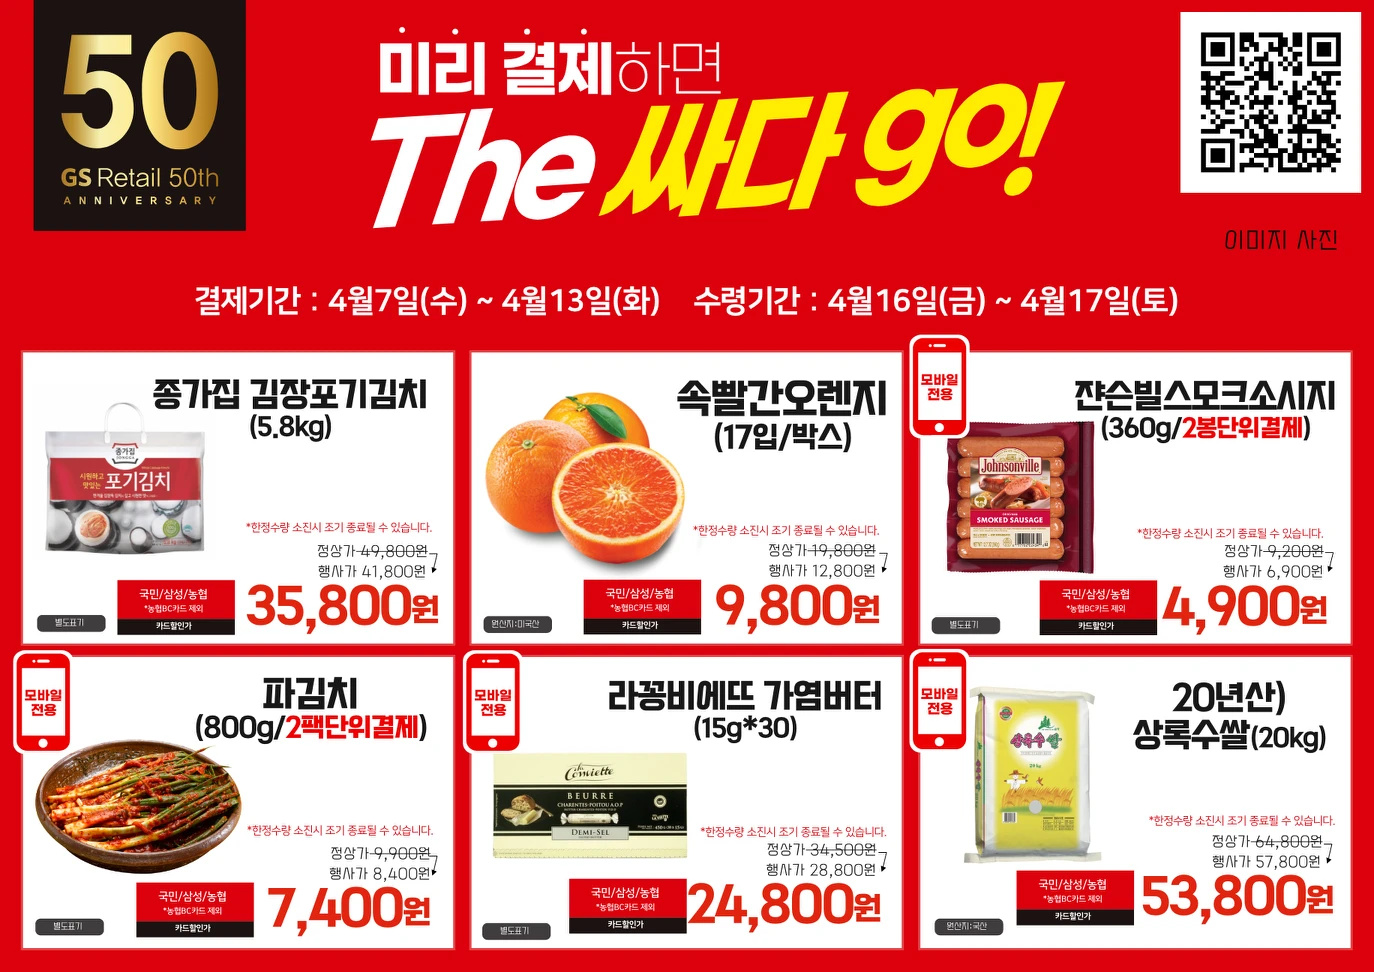 50
GS Retail 50th
ANNIVERSARY
미리 결제하면
The 싸다 go!
이미지 사진
결제기간 : 4월7일(수) ~ 4월13일(화) 수령기간 : 4월16일(금) ~ 4월17일(토)
종가집 김장포기김치
(5.8kg)
종가집
JONGGA
시원하고
맛있는 포기김치
*한정수량 소진시 조기 종료될 수 있습니다.
정상가 49,800원
행사가 41,800원
국민/삼성/농협
*농협BC카드 제외
카드할인가
35,800원
별도표기
속빨간오렌지
(17입/박스)
*한정수량 소진시 조기 종료될 수 있습니다.
정상가 19,800원
행사가 12,800원
국민/삼성/농협
*농협BC카드 제외
카드할인가
9,800원
원산지:미국산
모바일
전용
쟌슨빌스모크소시지
(360g/2봉단위결제)
Johnsonville
SMOKED SAUSAGE
*한정수량 소진시 조기 종료될 수 있습니다.
정상가 9,200원
행사가 6,900원
국민/삼성/농협
*농협BC카드 제외
카드할인가
4,900원
별도표기
모바일
전용
파김치
(800g/2팩단위결제)
*한정수량 소진시 조기 종료될 수 있습니다.
정상가 9,900원
행사가 8,400원
국민/삼성/농협
*농협BC카드 제외
카드할인가
7,400원
별도표기
모바일
전용
라꽁비에뜨 가염버터
(15g*30)
la
Conviette
BEURRE
CHARENTES-POITOU A.O.P
DEMI-SEL
*한정수량 소진시 조기 종료될 수 있습니다.
정상가 34,500원
행사가 28,800원
국민/삼성/농협
*농협BC카드 제외
카드할인가
24,800원
별도표기
모바일
전용
20년산)
상록수쌀(20kg)
상록수쌀
20kg
*한정수량 소진시 조기 종료될 수 있습니다.
정상가 64,800원
행사가 57,800원
국민/삼성/농협
*농협BC카드 제외
카드할인가
53,800원
원산지:국산